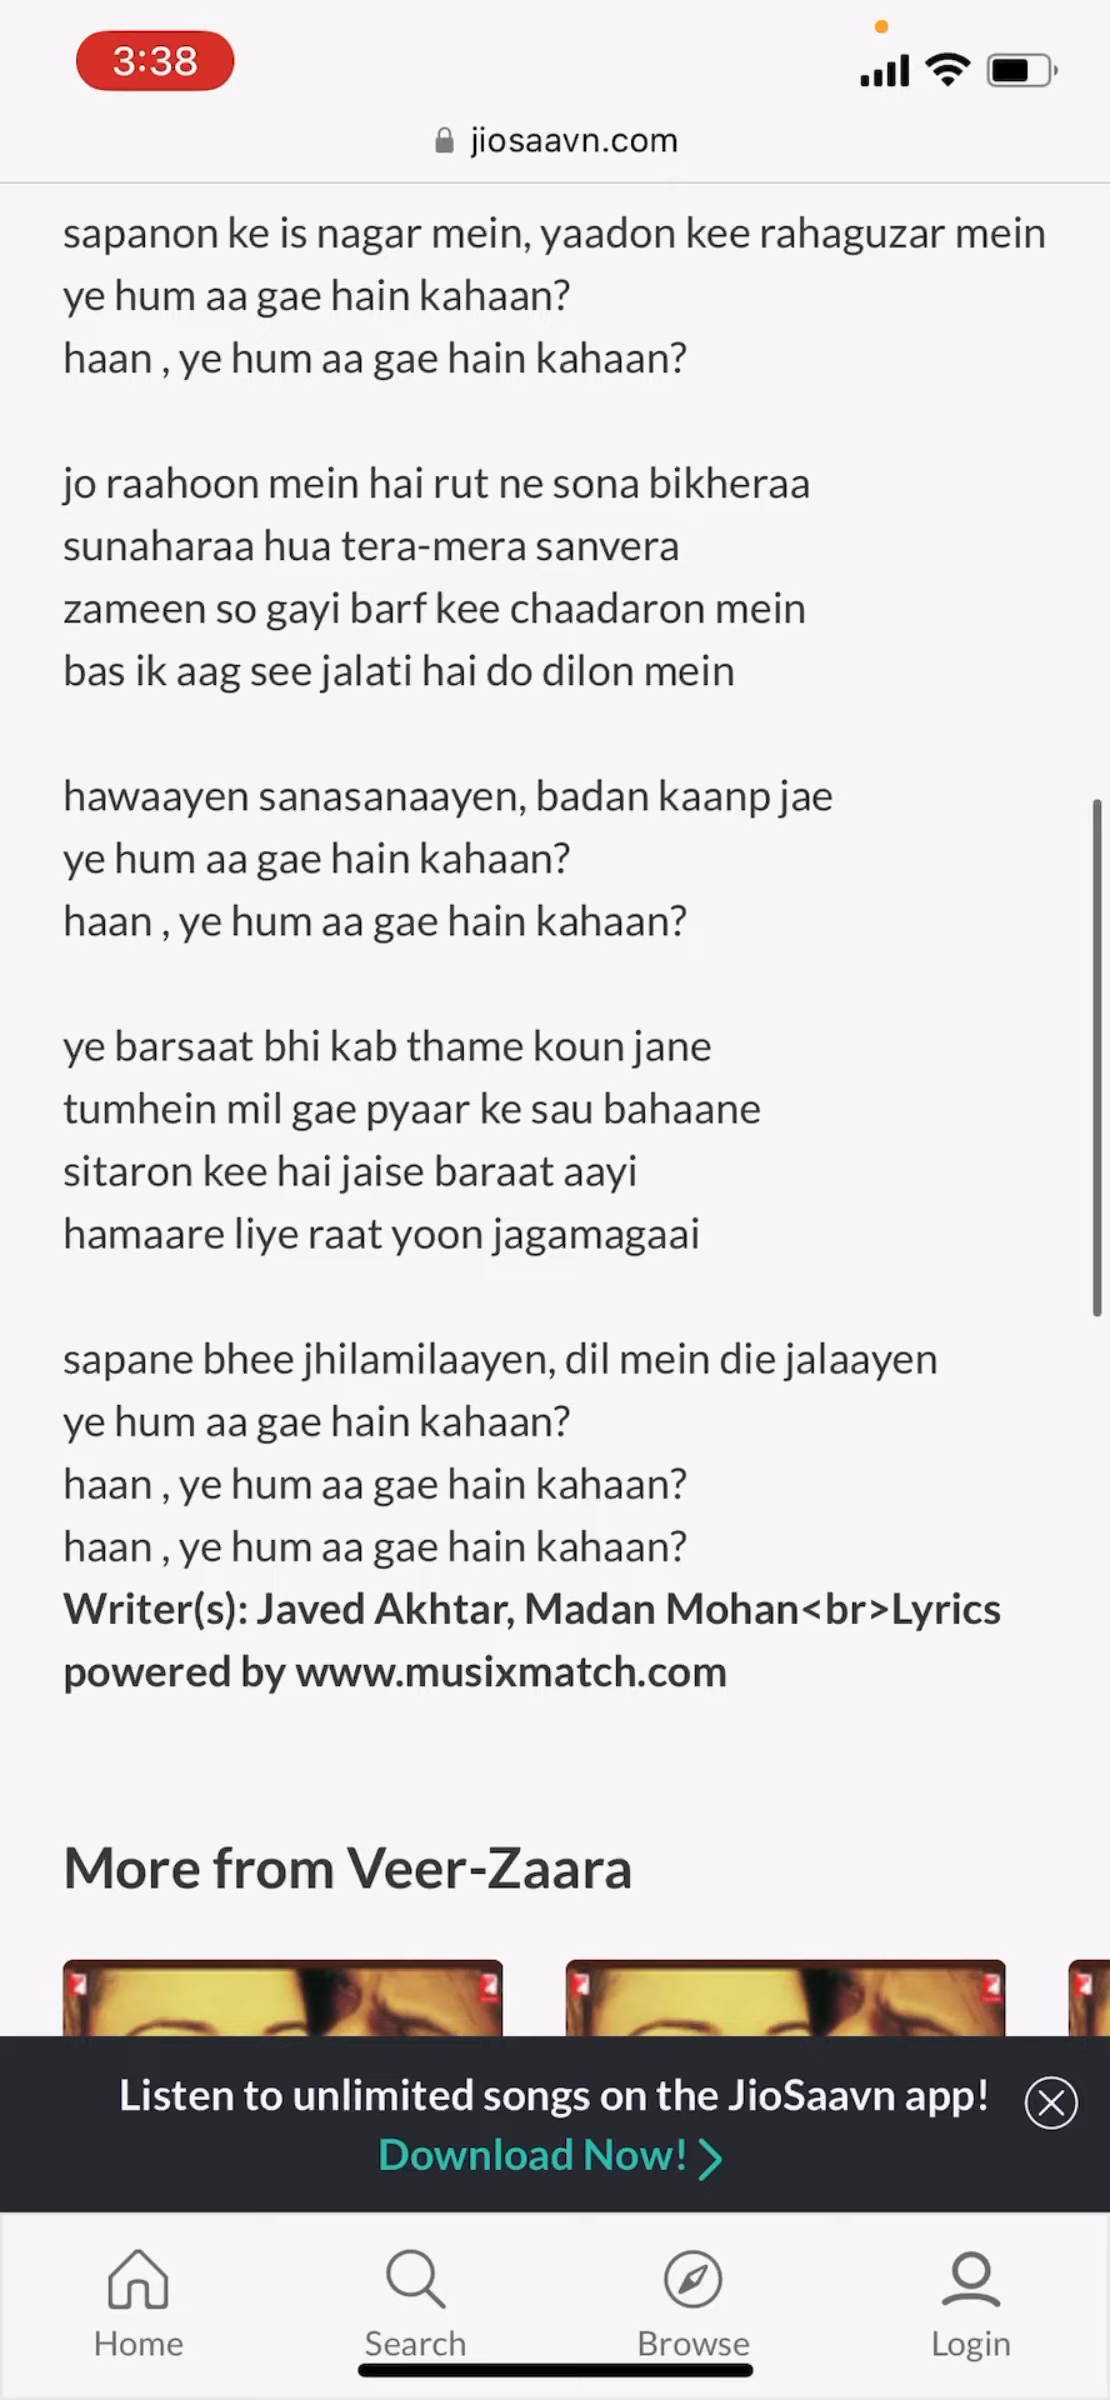 3:38
jiosaavn.com
sapanon ke is nagar mein, yaadon kee rahaguzar mein
ye hum aa gae hain kahaan?
haan , ye hum aa gae hain kahaan?
jo raahoon mein hai rut ne sona bikheraa
sunaharaa hua tera-mera sanvera
zameen so gayi barf kee chaadaron mein
bas ik aag see jalati hai do dilon mein
hawaayen sanasanaayen, badan kaanp jae
ye hum aa gae hain kahaan?
haan , ye hum aa gae hain kahaan?
ye barsaat bhi kab thame koun jane
tumhein mil gae pyaar ke sau bahaane
sitaron kee hai jaise baraat aayi
hamaare liye raat yoon jagamagaai
sapane bhee jhilamilaayen, dil mein die jalaayen
ye hum aa gae hain kahaan?
haan , ye hum aa gae hain kahaan?
haan , ye hum aa gae hain kahaan?
Writer(s): Javed Akhtar, Madan Mohan<br>Lyrics
powered by www.musixmatch.com
More from Veer-Zaara
Listen to unlimited songs on the JioSaavn app!
Download Now!
Home Search Browse Login